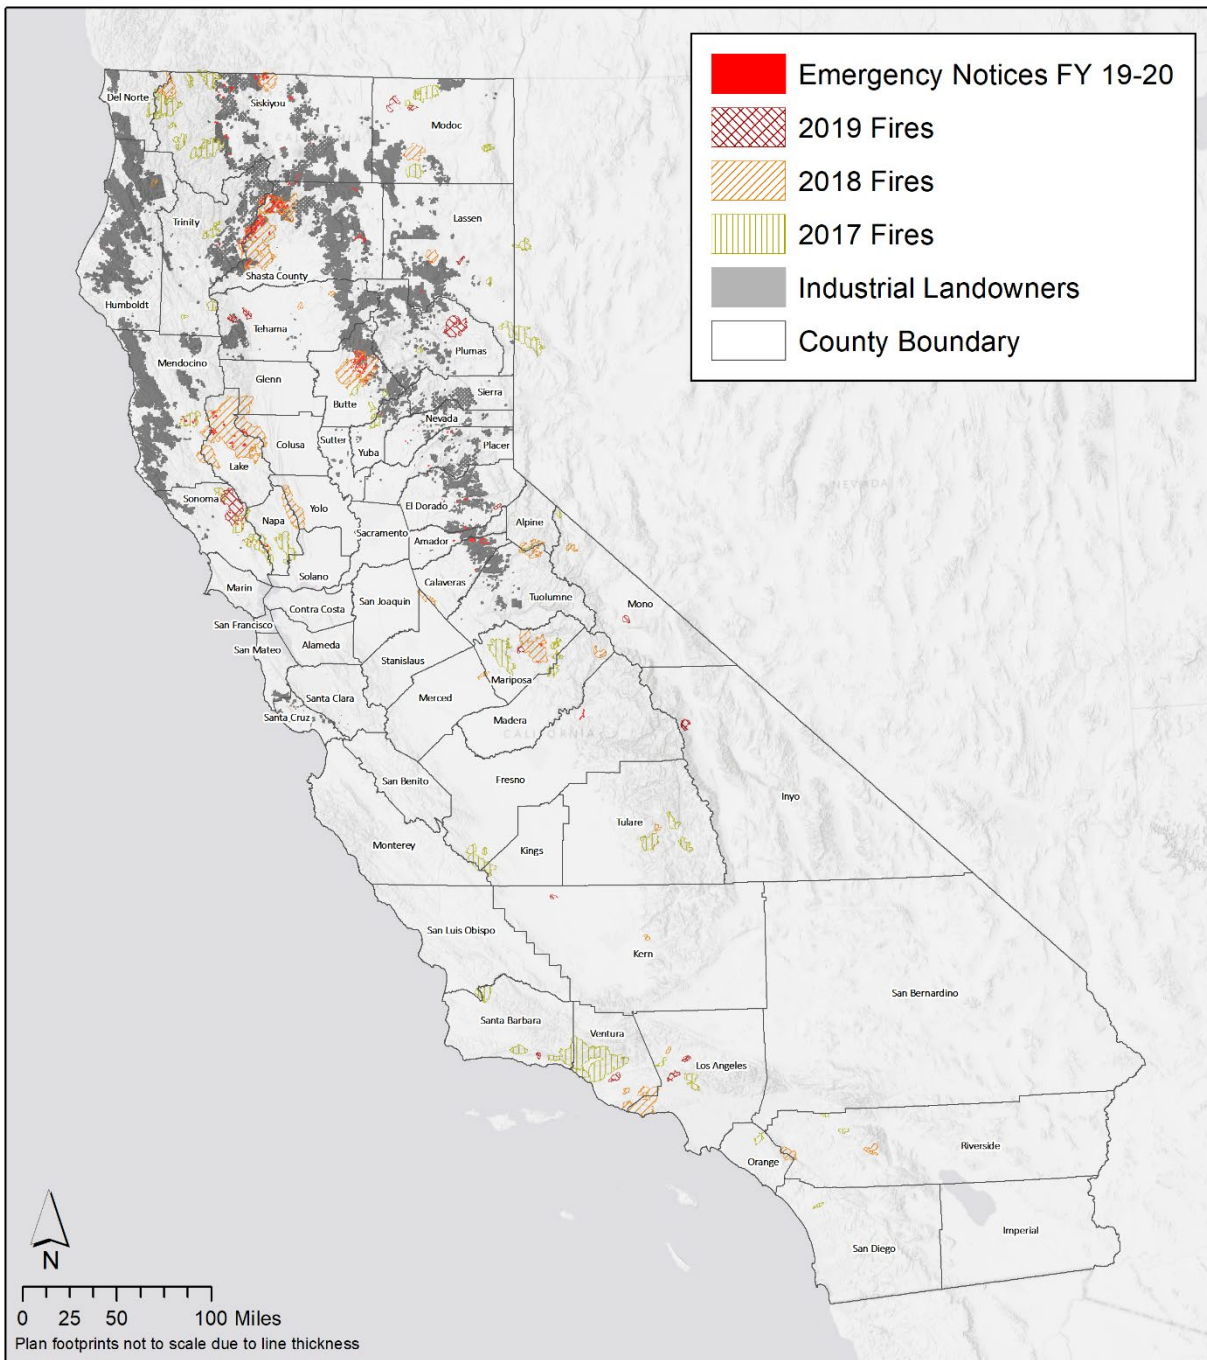 Emergency Notices FY 19-20
2019 Fires
2018 Fires
2017 Fires
Industrial Landowners
County Boundary
Del Norte
Siskiyou
Modoc
Trinity
Lassen
Shasta County
Humboldt
Tehama
Plumas
Mendocino
Glenn
Butte
Sierra
Nevada
Colusa
Sutter
Yuba
Placer
Lake
Sonoma
Napa
Yolo
El Dorado
Alpine
Sacramento
Amador
Solano
Marin
Calaveras
Contra Costa
San Joaquin
Tuolumne
Mono
San Francisco
Alameda
San Mateo
Stanislaus
Mariposa
Santa Clara
Merced
Santa Cruz
Madera
CALIFORNIA
San Benito
Fresno
Inyo
Tulare
Monterey
Kings
San Luis Obispo
Kern
San Bernardino
Santa Barbara
Ventura
Los Angeles
Orange
Riverside
San Diego
Imperial
NEVADA
N
0 25 50 100 Miles
Plan footprints not to scale due to line thickness